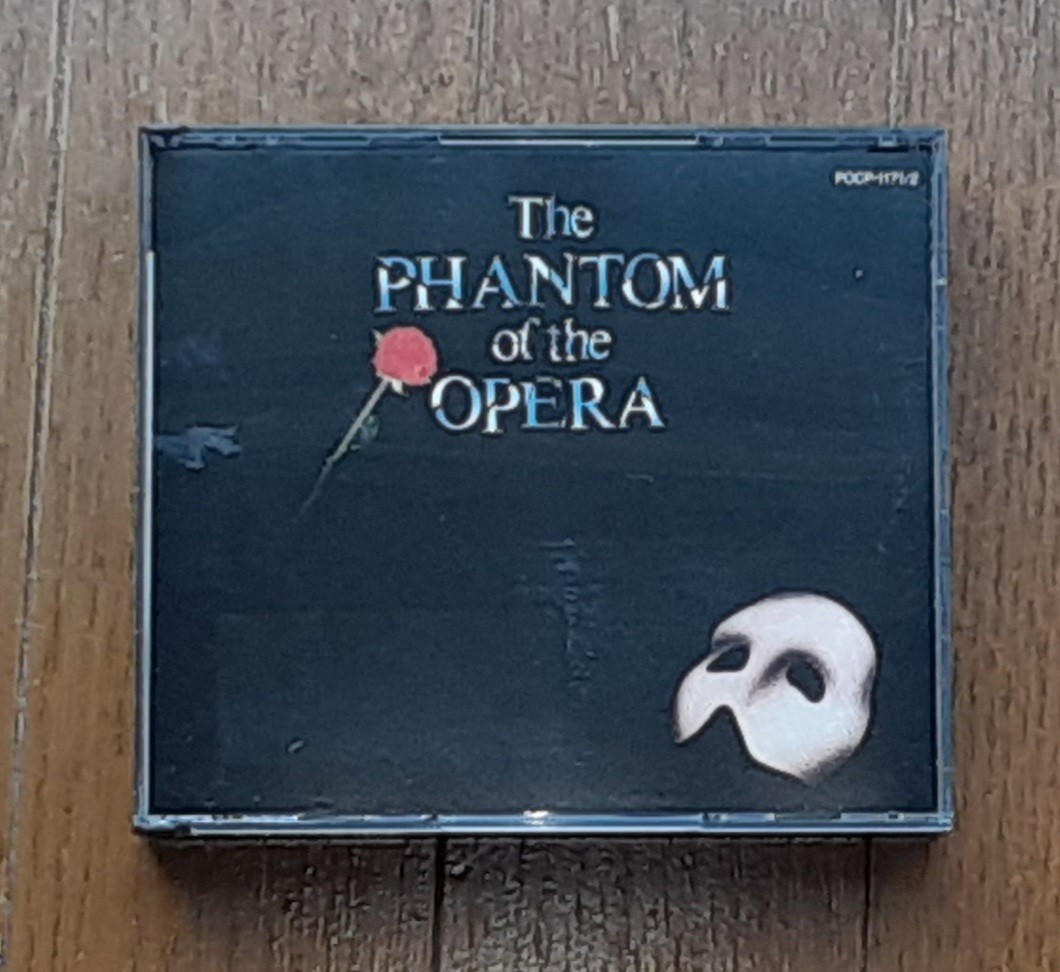 POCP-1171/2
The
PHANTOM
of the
OPERA